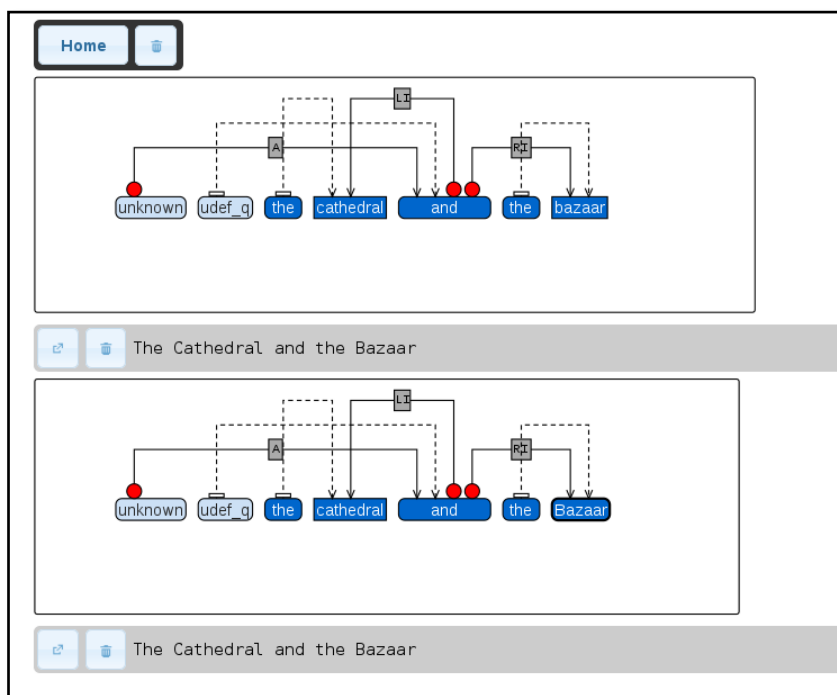 Home
LI
A RI
unknown udef_q the cathedral and the bazaar
The Cathedral and the Bazaar
LI
A RI
unknown udef_q the cathedral and the Bazaar
The Cathedral and the Bazaar